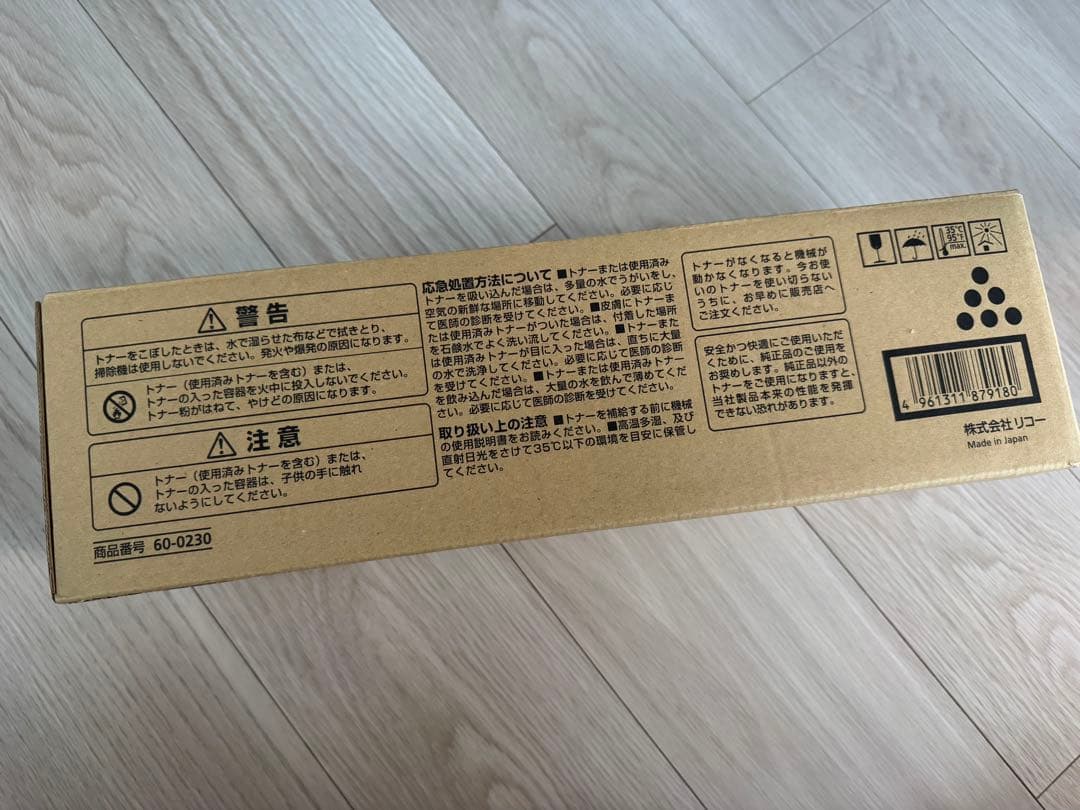 警告
トナーをこぼしたときは、水で湿らせた布などで拭きとり、
掃除機は使用しないでください。発火や爆発の原因になります。
トナー（使用済みトナーを含む）または、
トナーの入った容器を火中に投入しないでください。
トナー粉がはねて、やけどの原因になります。
注意
トナー（使用済みトナーを含む）または、
トナーの入った容器は、子供の手に触れ
ないようにしてください。
商品番号 60-0230
応急処置方法について ■トナーまたは使用済み
トナーを吸い込んだ場合は、多量の水でうがいをし、
空気の新鮮な場所に移動してください。必要に応じ
て医師の診断を受けてください。■皮膚にトナーま
たは使用済みトナーがついた場合は、付着した場所
を石鹸水でよく洗い流してください。■トナーまた
は使用済みトナーが目に入った場合は、直ちに大量
の水で洗浄してください。必要に応じて医師の診断
を受けてください。■トナーまたは使用済みトナー
を飲み込んだ場合は、大量の水を飲んで薄めてくだ
さい。必要に応じて医師の診断を受けてください。
取り扱い上の注意 ■トナーを補給する前に機械
の使用説明書をお読みください。■高温多湿、及び
直射日光をさけて35℃以下の環境を目安に保管し
てください。
トナーがなくなると機械が
動かなくなります。今お使
いのトナーを使い切らない
うちに、お早めに販売店へ
ご注文ください。
安全かつ快適にご使用いただ
くために、純正品のご使用を
お奨めします。純正品以外の
トナーをご使用になりますと、
当社製品本来の性能を発揮
できない恐れがあります。
35℃
95°F
max.
4 961311 879180
株式会社 リコー
Made in Japan